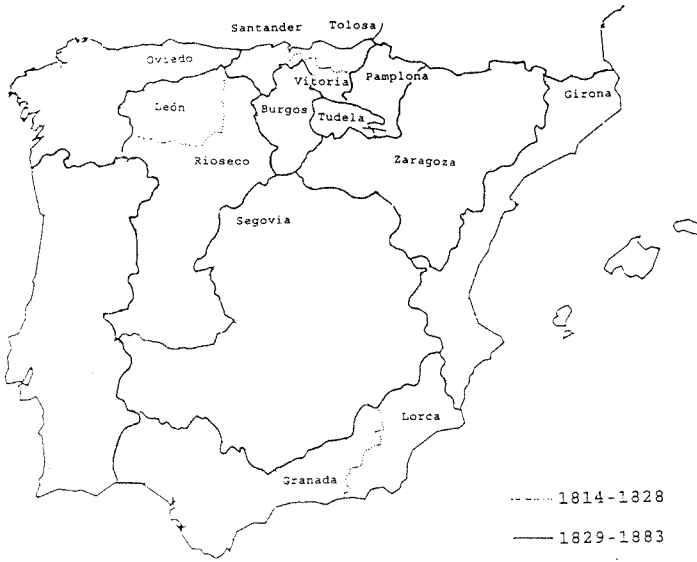 Santander Tolosa
Oviedo
Vitoria Pamplona
León Burgos Girona
Tudela
Rioseco Zaragoza
Segovia
Lorca
Granada
1814-1828
1829-1883